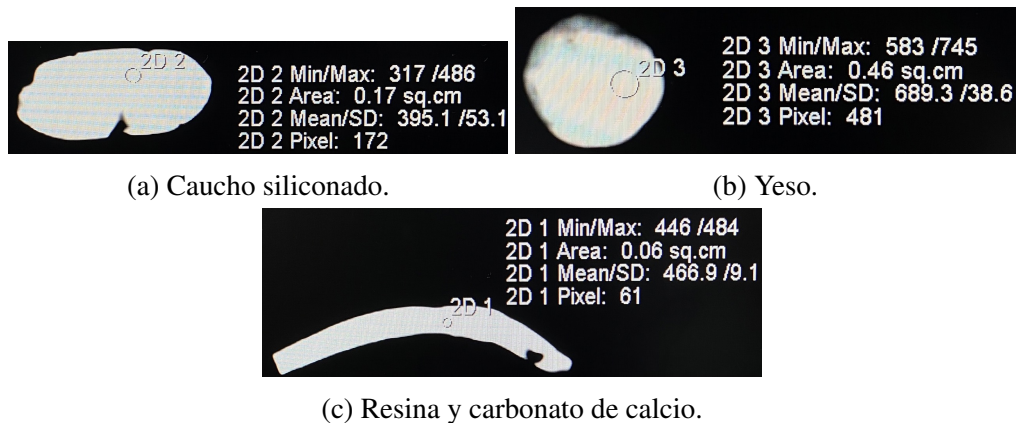 2D 2
2D 2 Min/Max: 317 /486
2D 2 Area: 0.17 sq.cm
2D 2 Mean/SD: 395.1 /53.1
2D 2 Pixel: 172
(a) Caucho siliconado.
2D 3
2D 3 Min/Max: 583 /745
2D 3 Area: 0.46 sq.cm
2D 3 Mean/SD: 689.3 /38.6
2D 3 Pixel: 481
(b) Yeso.
2D 1
2D 1 Min/Max: 446 /484
2D 1 Area: 0.06 sq.cm
2D 1 Mean/SD: 466.9 /9.1
2D 1 Pixel: 61
(c) Resina y carbonato de calcio.